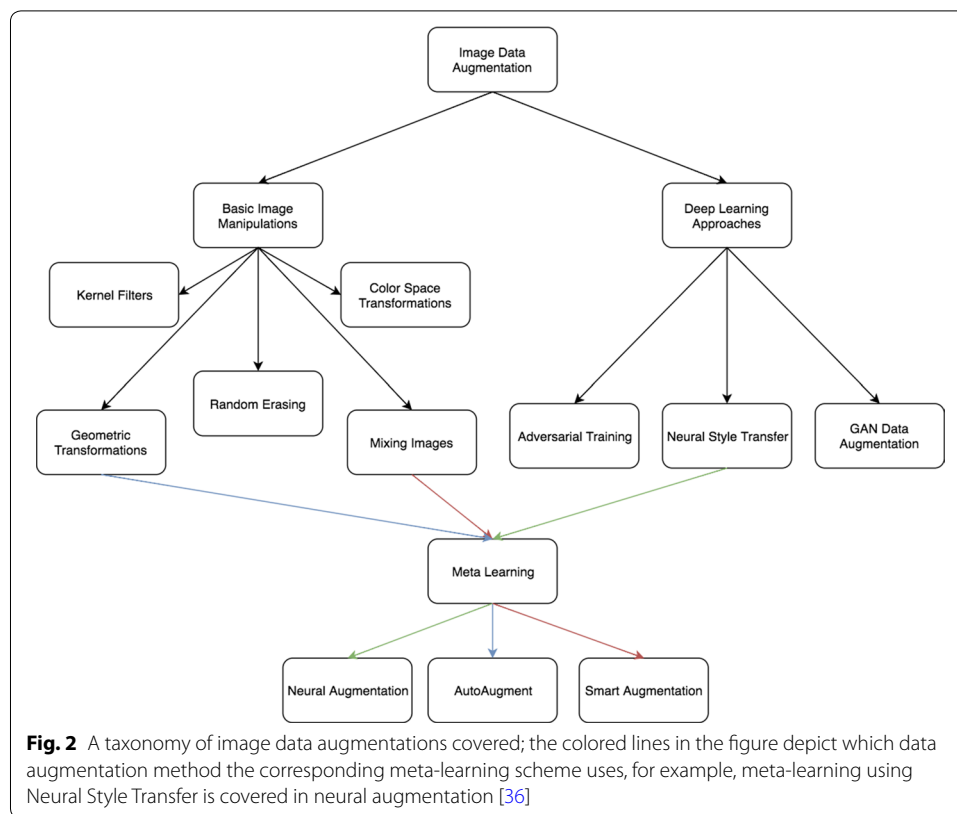 Image Data
Augmentation
Basic Image
Manipulations
Deep Learning
Approaches
Kernel Filters
Color Space
Transformations
Random Erasing
Geometric
Transformations
Mixing Images
Adversarial Training
Neural Style Transfer
GAN Data
Augmentation
Meta Learning
Neural Augmentation
AutoAugment
Smart Augmentation
Fig. 2 A taxonomy of image data augmentations covered; the colored lines in the figure depict which data
augmentation method the corresponding meta-learning scheme uses, for example, meta-learning using
Neural Style Transfer is covered in neural augmentation [36]